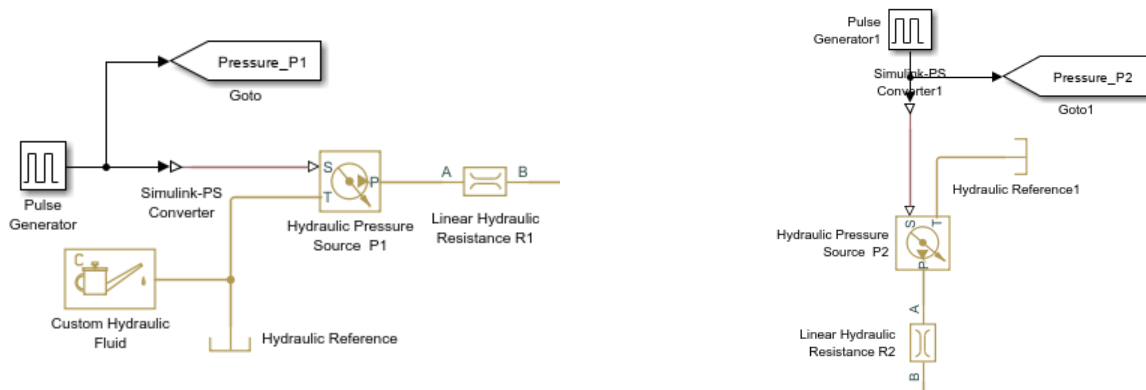 Pressure_P1
Goto
Pulse
Generator
Simulink-PS
Converter
S
P
T
A
B
Hydraulic Pressure
Source P1
Linear Hydraulic
Resistance R1
C
Custom Hydraulic
Fluid
Hydraulic Reference
Pulse
Generator1
Simulink-PS
Converter1
Pressure_P2
Goto1
Hydraulic Reference1
S
T
P
Hydraulic Pressure
Source P2
A
Linear Hydraulic
Resistance R2
B